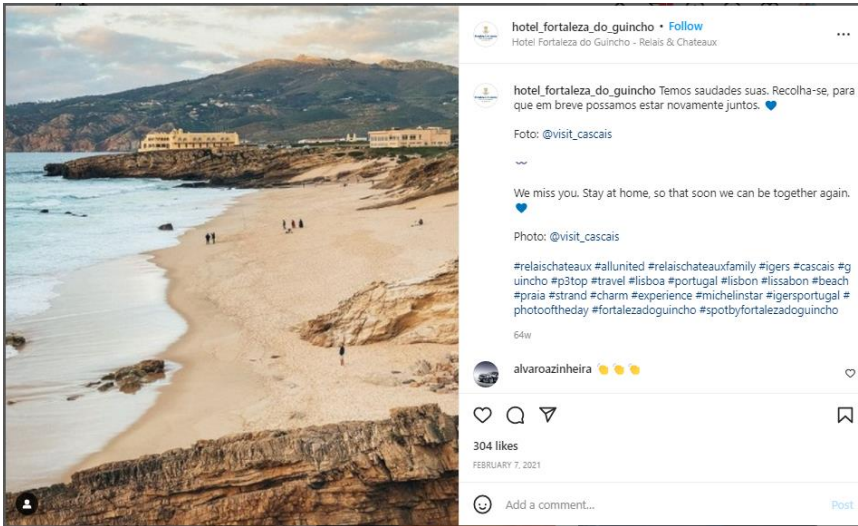 hotel_fortaleza_do_guincho • Follow
Hotel Fortaleza do Guincho - Relais & Chateaux
hotel_fortaleza_do_guincho Temos saudades suas. Recolha-se, para
que em breve possamos estar novamente juntos. 💙
Foto: @visit_cascais
〰
We miss you. Stay at home, so that soon we can be together again.
💙
Photo: @visit_cascais
#relaischateaux #allunited #relaischateauxfamily #igers #cascais #g
uincho #p3top #travel #lisboa #portugal #lisbon #lissabon #beach
#praia #strand #charm #experience #michelinstar #igersportugal #
photooftheday #fortalezadoguincho #spotbyfortalezadoguincho
64w
alvaroazinheira 👏👏👏
304 likes
FEBRUARY 7, 2021
Add a comment...
Post